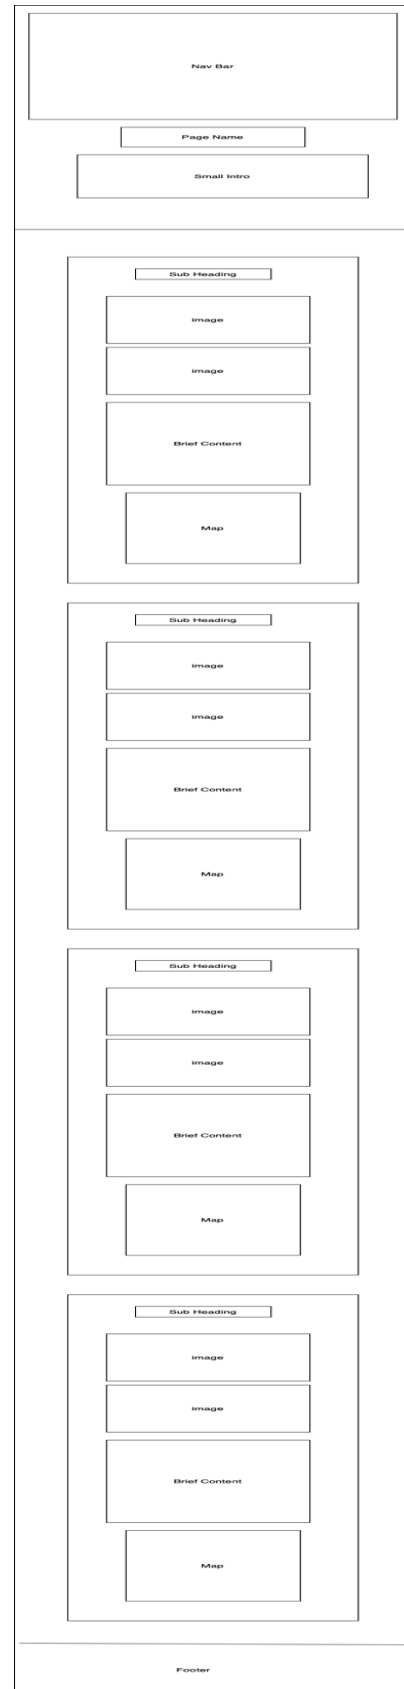 Nav Bar
Page Name
Small Intro
Sub Heading
image
image
Brief Content
Map
Sub Heading
image
image
Brief Content
Map
Sub Heading
image
image
Brief Content
Map
Sub Heading
image
image
Brief Content
Map
Footer